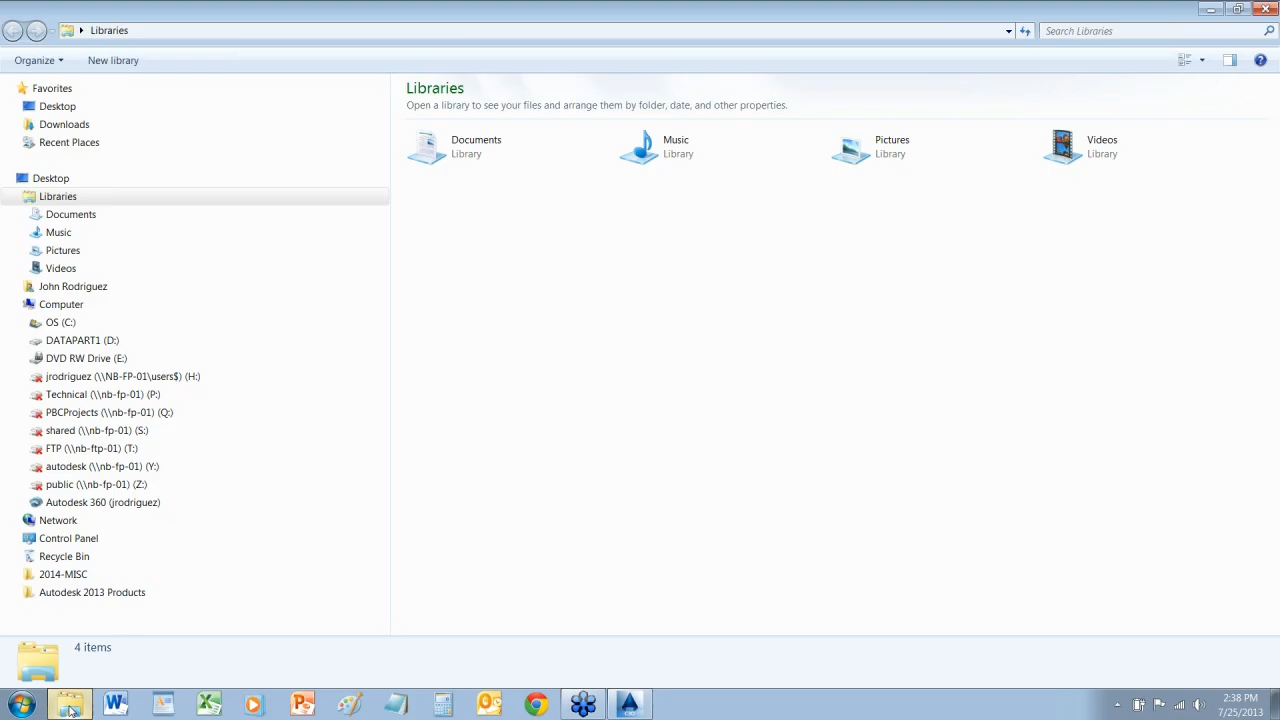 Libraries
Search Libraries
Organize
New library
Favorites
Desktop
Downloads
Recent Places
Desktop
Libraries
Documents
Music
Pictures
Videos
John Rodriguez
Computer
OS (C:)
DATAPART1 (D:)
DVD RW Drive (E:)
jrodriguez (\\NB-FP-01\users$) (H:)
Technical (\\nb-fp-01) (P:)
PBCProjects (\\nb-fp-01) (Q:)
shared (\\nb-fp-01) (S:)
FTP (\\nb-ftp-01) (T:)
autodesk (\\nb-fp-01) (Y:)
public (\\nb-fp-01) (Z:)
Autodesk 360 (jrodriguez)
Network
Control Panel
Recycle Bin
2014-MISC
Autodesk 2013 Products
Libraries
Open a library to see your files and arrange them by folder, date, and other properties.
Documents
Library
Music
Library
Pictures
Library
Videos
Library
4 items
2:38 PM
7/25/2013